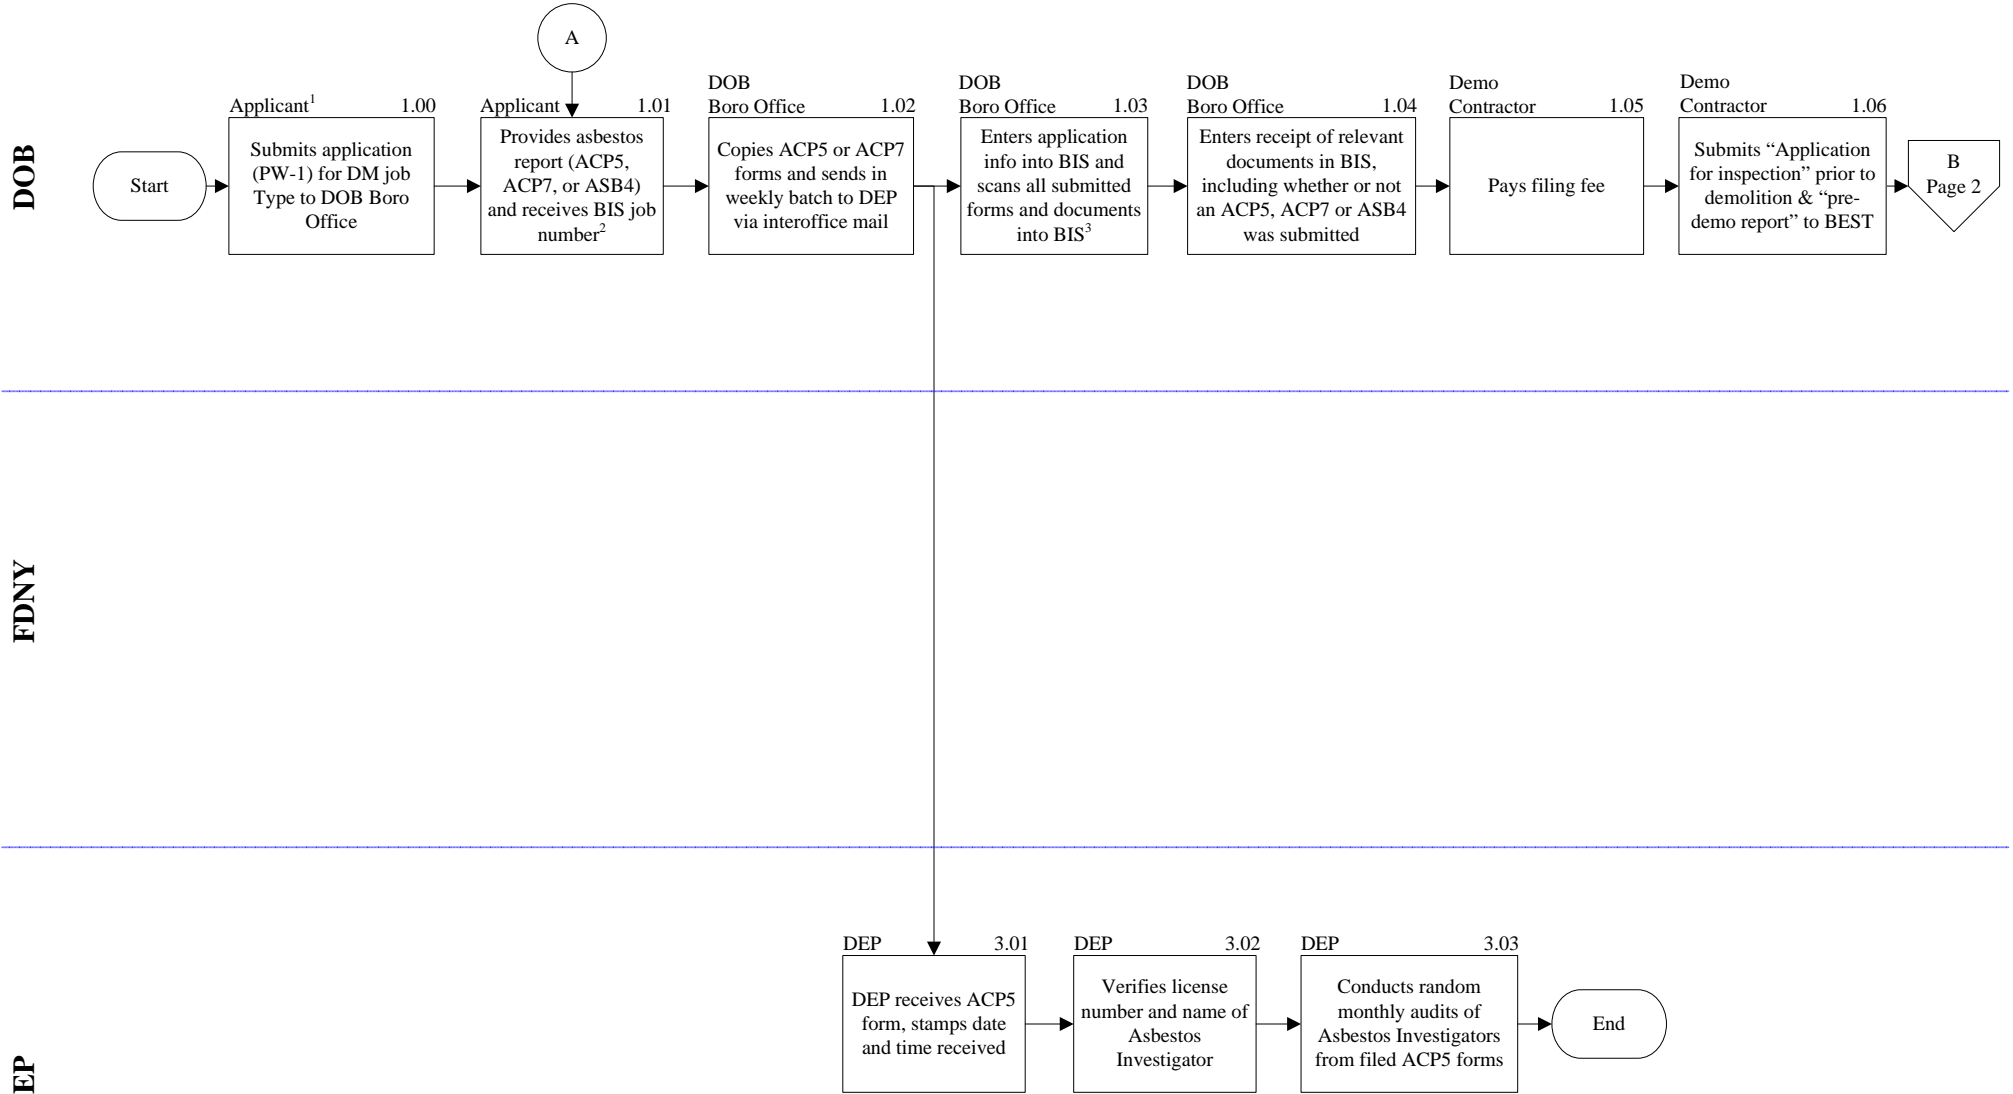 A
DOB
Start
Applicant1 1.00
Submits application
(PW-1) for DM job
Type to DOB Boro
Office
Applicant 1.01
Provides asbestos
report (ACP5,
ACP7, or ASB4)
and receives BIS job
number2
DOB
Boro Office 1.02
Copies ACP5 or ACP7
forms and sends in
weekly batch to DEP
via interoffice mail
DOB
Boro Office 1.03
Enters application
info into BIS and
scans all submitted
forms and documents
into BIS3
DOB
Boro Office 1.04
Enters receipt of relevant
documents in BIS,
including whether or not
an ACP5, ACP7 or ASB4
was submitted
Demo
Contractor 1.05
Pays filing fee
Demo
Contractor 1.06
Submits “Application
for inspection” prior to
demolition & “pre-
demo report” to BEST
B
Page 2
FDNY
EP
DEP 3.01
DEP receives ACP5
form, stamps date
and time received
DEP 3.02
Verifies license
number and name of
Asbestos
Investigator
DEP 3.03
Conducts random
monthly audits of
Asbestos Investigators
from filed ACP5 forms
End